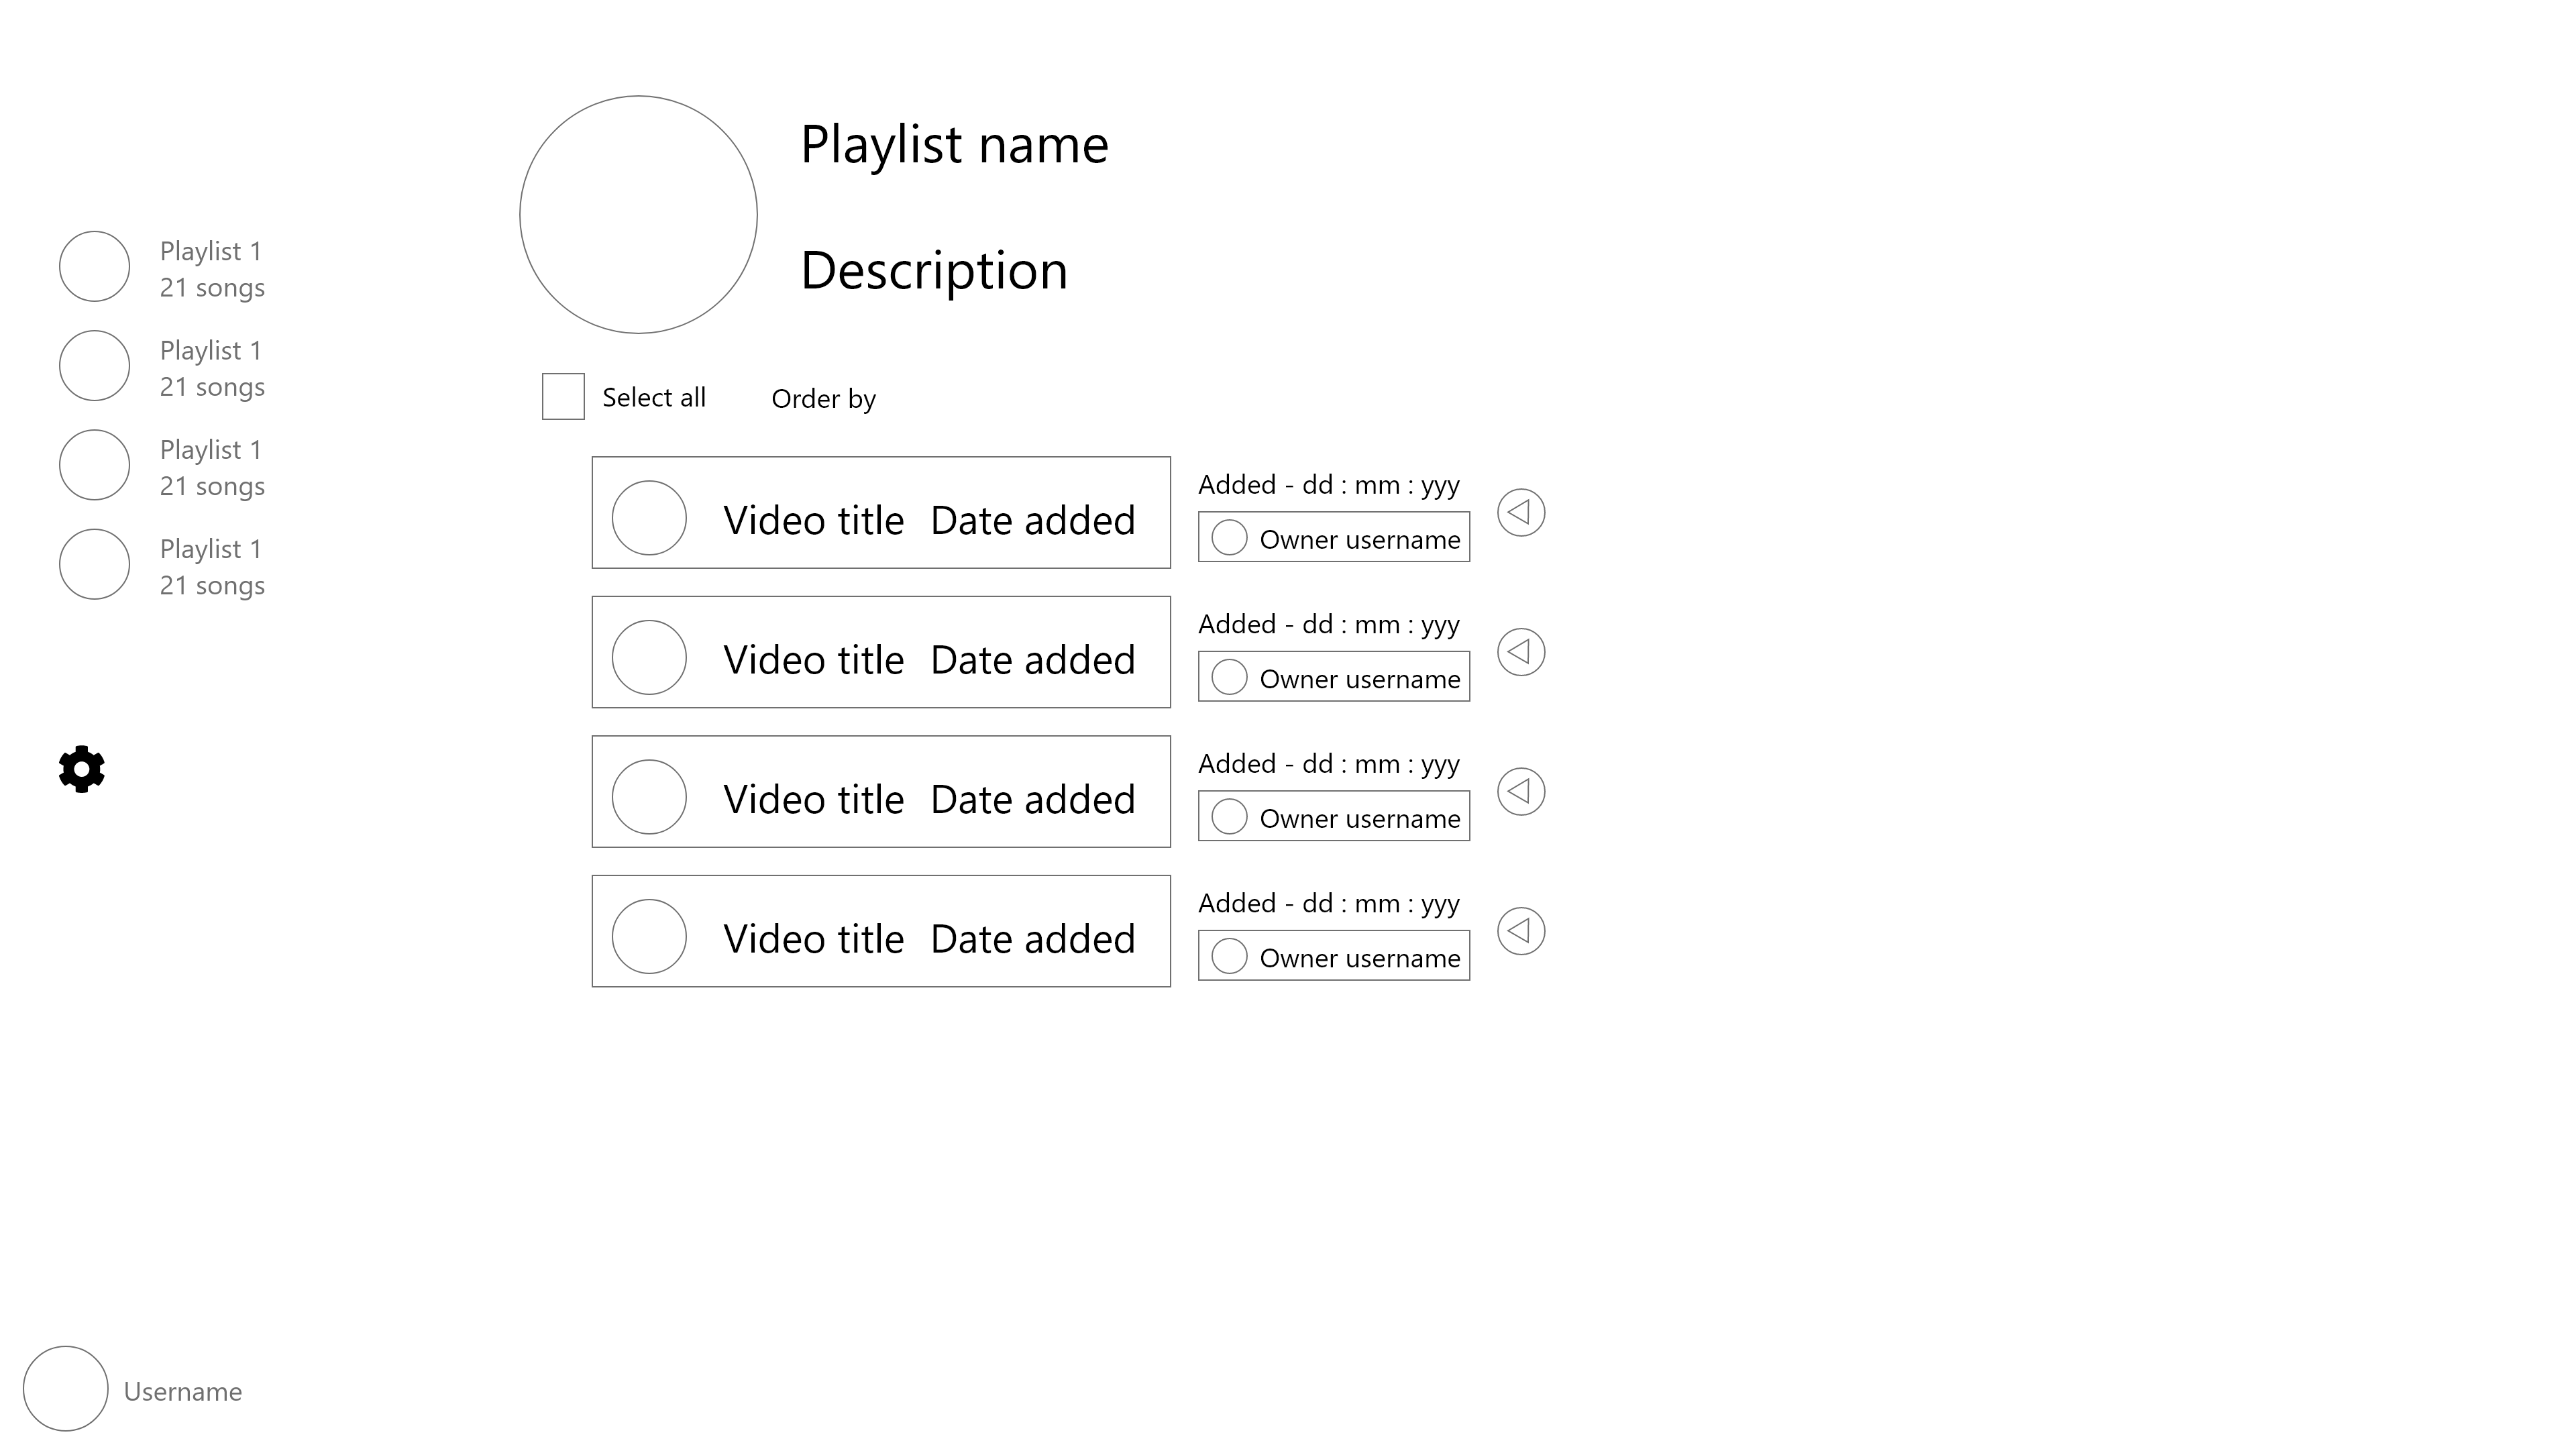 Playlist name
Description
Playlist 1
21 songs
Playlist 1
21 songs
Playlist 1
21 songs
Playlist 1
21 songs
Select all Order by
Video title Date added
Added - dd : mm : yyy
Owner username
Video title Date added
Added - dd : mm : yyy
Owner username
Video title Date added
Added - dd : mm : yyy
Owner username
Video title Date added
Added - dd : mm : yyy
Owner username
Username